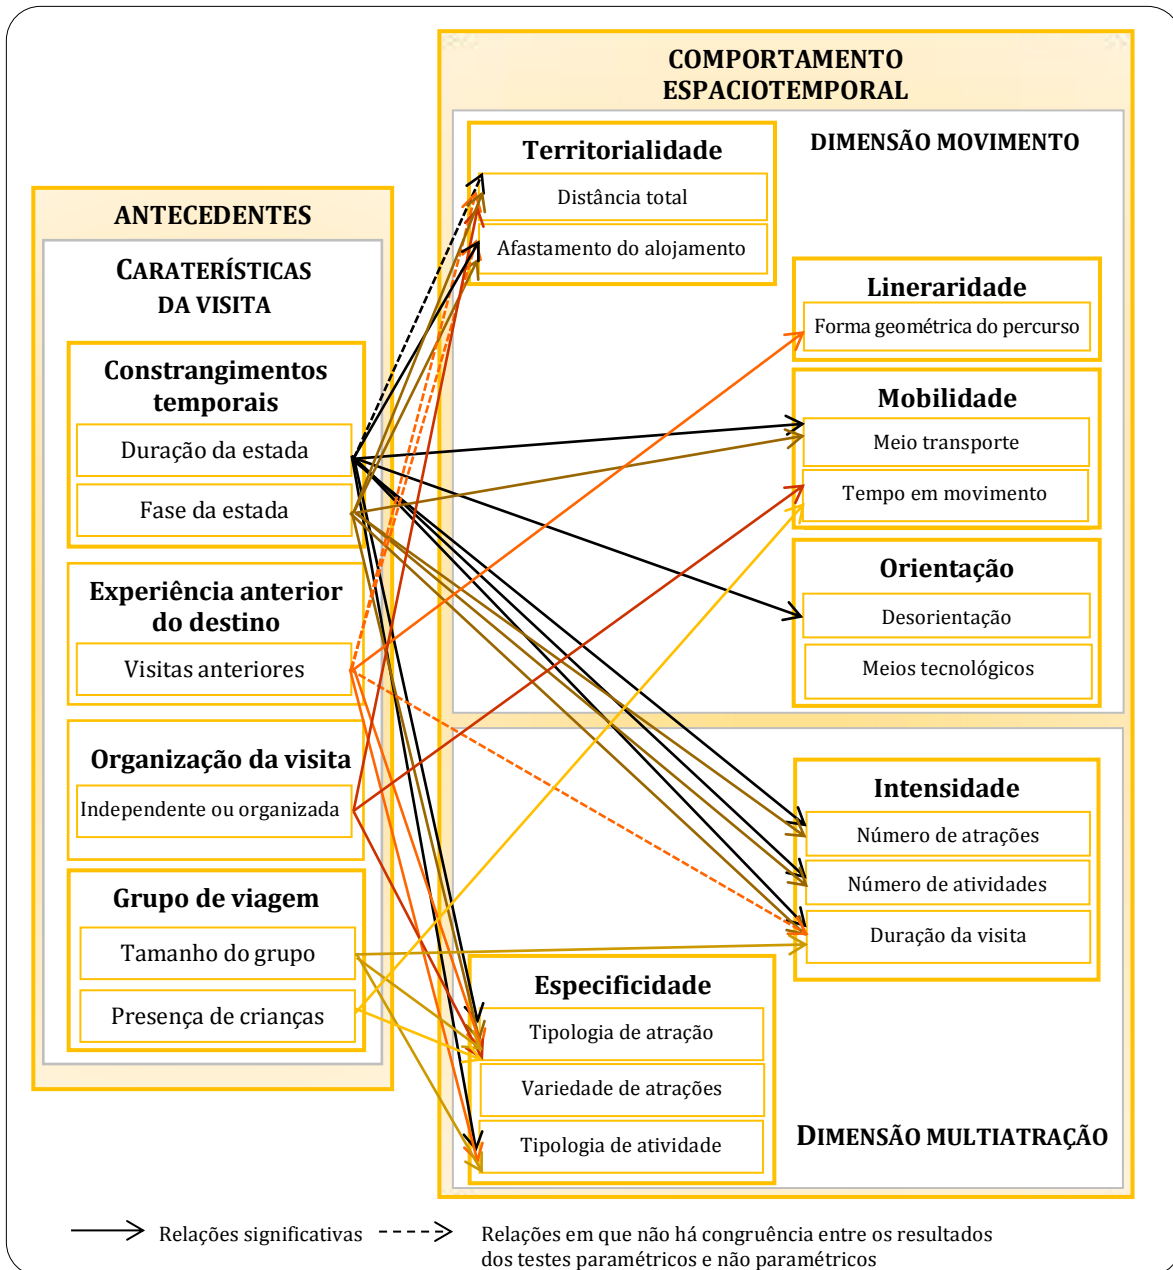 ANTECEDENTES
CARATERÍSTICAS
DA VISITA
Constrangimentos
temporais
Duração da estada
Fase da estada
Experiência anterior
do destino
Visitas anteriores
Organização da visita
Independente ou organizada
Grupo de viagem
Tamanho do grupo
Presença de crianças
COMPORTAMENTO
ESPACIOTEMPORAL
DIMENSÃO MOVIMENTO
Territorialidade
Distância total
Afastamento do alojamento
Lineraridade
Forma geométrica do percurso
Mobilidade
Meio transporte
Tempo em movimento
Orientação
Desorientação
Meios tecnológicos
Intensidade
Número de atrações
Número de atividades
Duração da visita
Especificidade
Tipologia de atração
Variedade de atrações
Tipologia de atividade
DIMENSÃO MULTIATRAÇÃO
Relações significativas
Relações em que não há congruência entre os resultados
dos testes paramétricos e não paramétricos